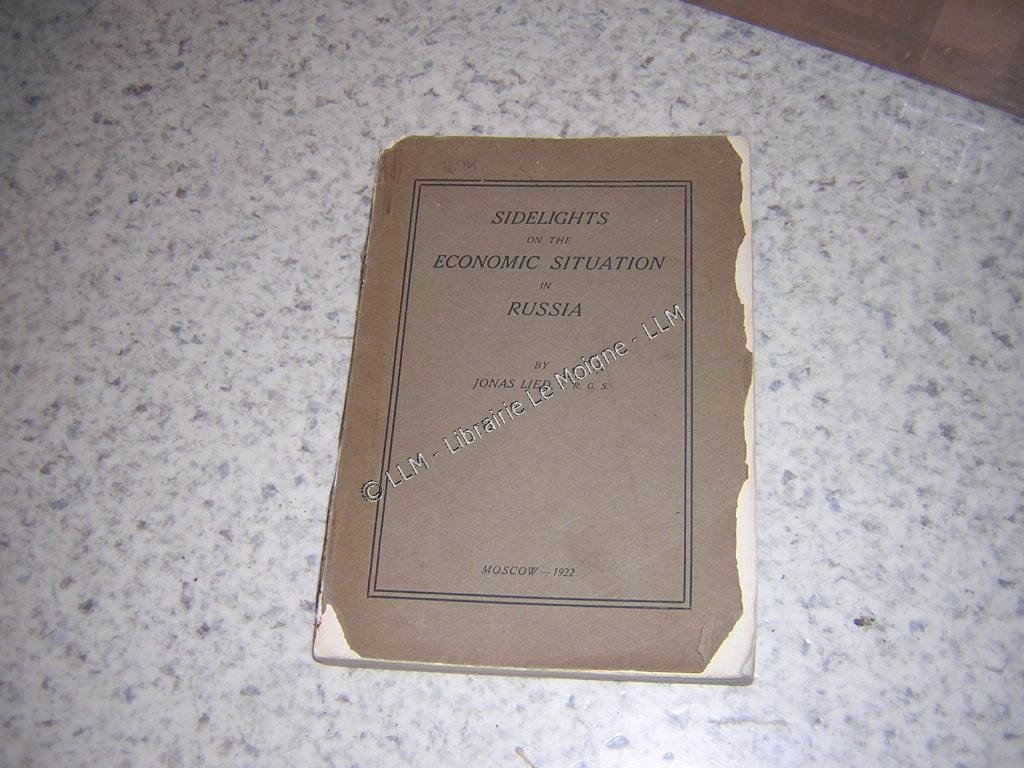 SIDELIGHTS
ON THE
ECONOMIC SITUATION
IN
RUSSIA
BY
JONAS LIED R. G. S.
© LLM - Librairie Le Moigne - LLM
MOSCOW — 1922